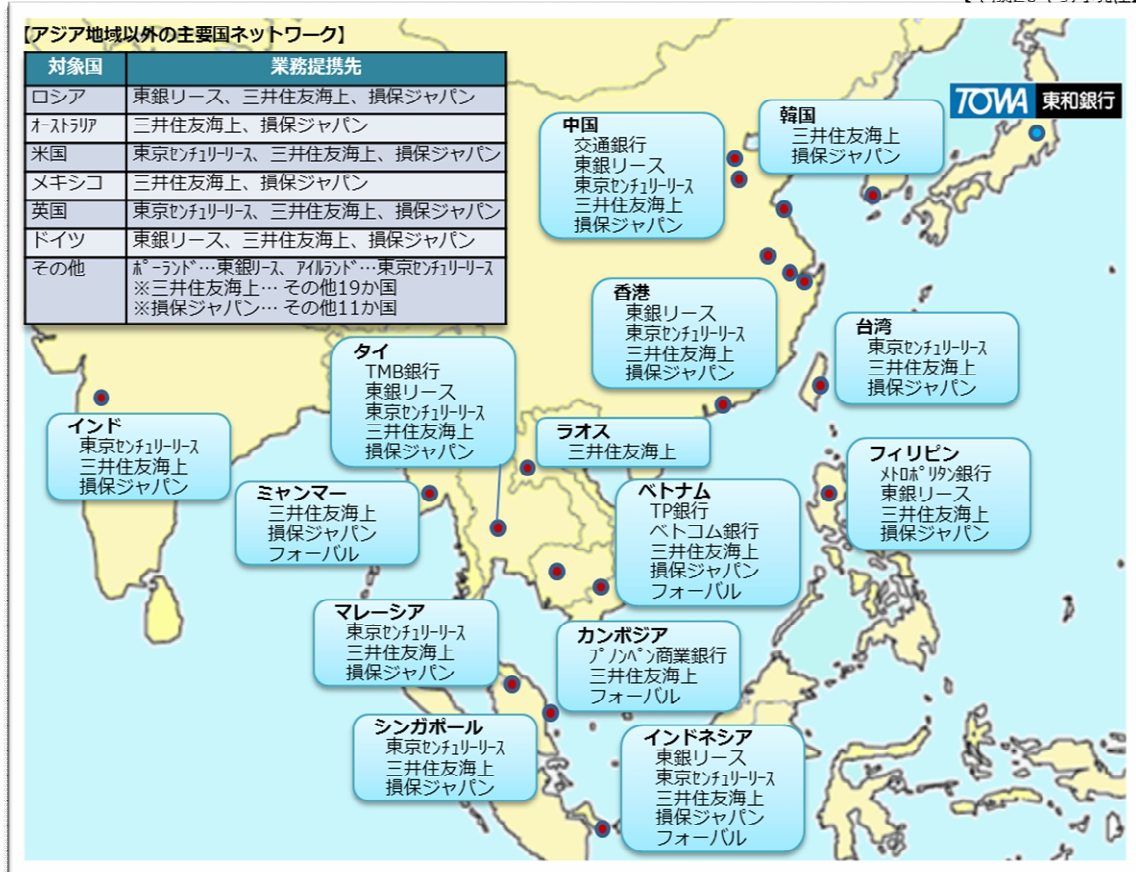 【アジア地域以外の主要国ネットワーク】
対象国 業務提携先
ロシア 東銀リース、三井住友海上、損保ジャパン
ｵｰｽﾄﾗﾘｱ 三井住友海上、損保ジャパン
米国 東京ｾﾝﾁｭﾘｰﾘｰｽ、三井住友海上、損保ジャパン
メキシコ 三井住友海上、損保ジャパン
英国 東京ｾﾝﾁｭﾘｰﾘｰｽ、三井住友海上、損保ジャパン
ドイツ 東銀リース、三井住友海上、損保ジャパン
その他 ﾎﾟｰﾗﾝﾄﾞ…東銀ﾘｰｽ、ｱｲﾙﾗﾝﾄﾞ…東京ｾﾝﾁｭﾘｰﾘｰｽ
※三井住友海上… その他19か国
※損保ジャパン… その他11か国
TOWA 東和銀行
中国
交通銀行
東銀リース
東京ｾﾝﾁｭﾘｰﾘｰｽ
三井住友海上
損保ジャパン
韓国
三井住友海上
損保ジャパン
香港
東銀リース
東京ｾﾝﾁｭﾘｰﾘｰｽ
三井住友海上
損保ジャパン
台湾
東京ｾﾝﾁｭﾘｰﾘｰｽ
三井住友海上
損保ジャパン
タイ
TMB銀行
東銀リース
東京ｾﾝﾁｭﾘｰﾘｰｽ
三井住友海上
損保ジャパン
インド
東京ｾﾝﾁｭﾘｰﾘｰｽ
三井住友海上
損保ジャパン
ラオス
三井住友海上
フィリピン
ﾒﾄﾛﾎﾟﾘﾀﾝ銀行
東銀リース
三井住友海上
損保ジャパン
ミャンマー
三井住友海上
損保ジャパン
フォーバル
ベトナム
TP銀行
ベトコム銀行
三井住友海上
損保ジャパン
フォーバル
マレーシア
東京ｾﾝﾁｭﾘｰﾘｰｽ
三井住友海上
損保ジャパン
カンボジア
ﾌﾟﾉﾝﾍﾟﾝ商業銀行
三井住友海上
フォーバル
シンガポール
東京ｾﾝﾁｭﾘｰﾘｰｽ
三井住友海上
損保ジャパン
インドネシア
東銀リース
東京ｾﾝﾁｭﾘｰﾘｰｽ
三井住友海上
損保ジャパン
フォーバル